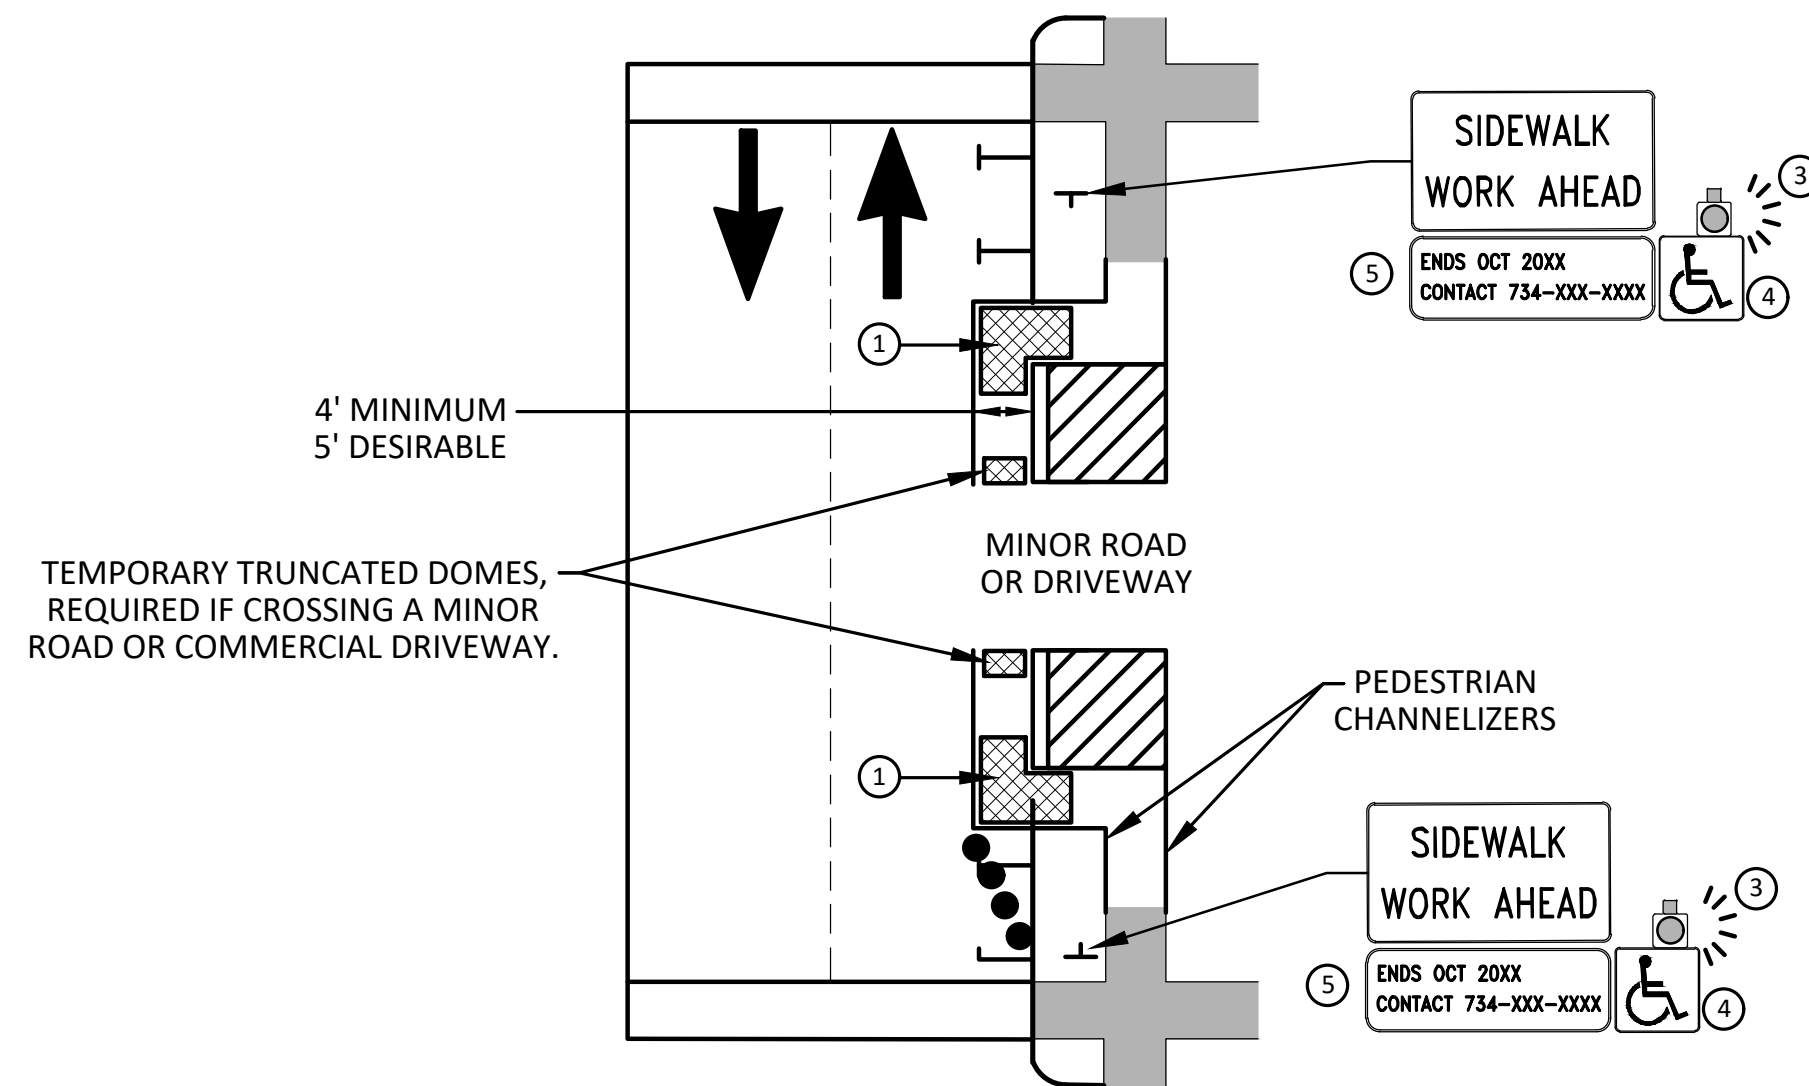 SIDEWALK
WORK AHEAD
3
ENDS OCT 20XX
CONTACT 734-XXX-XXXX
5
4
1
4' MINIMUM
5' DESIRABLE
MINOR ROAD
OR DRIVEWAY
TEMPORARY TRUNCATED DOMES,
REQUIRED IF CROSSING A MINOR
ROAD OR COMMERCIAL DRIVEWAY.
PEDESTRIAN
CHANNELIZERS
1
SIDEWALK
WORK AHEAD
3
ENDS OCT 20XX
CONTACT 734-XXX-XXXX
5
4